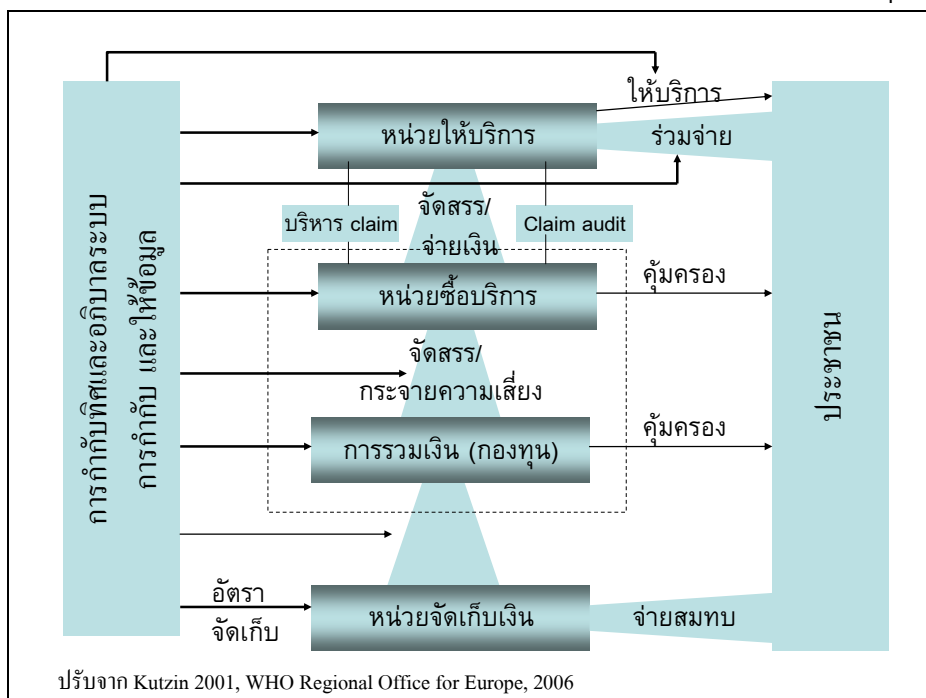 ให้บริการ
หน่วยให้บริการ
ร่วมจ่าย
บริหาร claim
จัดสรร/
จ่ายเงิน
Claim audit
หน่วยซื้อบริการ
คุ้มครอง
จัดสรร/
กระจายความเสี่ยง
การรวมเงิน (กองทุน)
คุ้มครอง
อัตรา
จัดเก็บ
หน่วยจัดเก็บเงิน
จ่ายสมทบ
การกำกับทิศและอภิบาลระบบ
การกำกับ และให้ข้อมูล
ประชาชน
ปรับจาก Kutzin 2001, WHO Regional Office for Europe, 2006